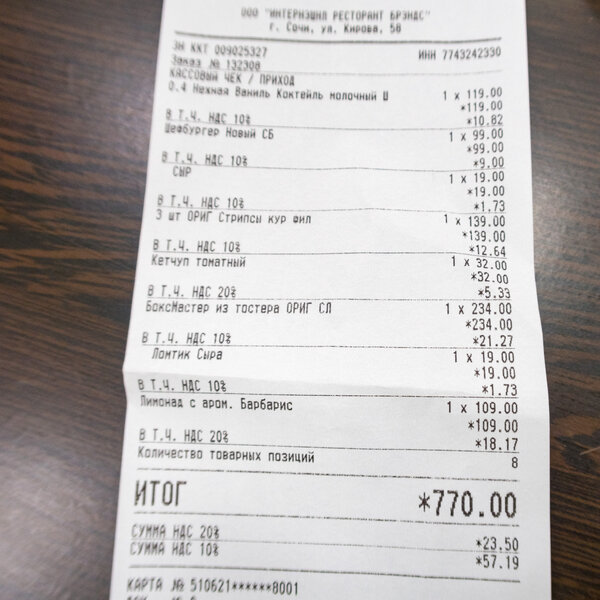 ООО "ИНТЕРНЭШНЛ РЕСТОРАНТ БРЭНДС"
г. Сочи, ул. Кирова, 58
ЗН ККТ 009025327 ИНН 7743242330
Заказ № 132308
КАССОВЫЙ ЧЕК / ПРИХОД
0.4 Нежная Ваниль Коктейль молочный Ш 1 x 119.00
*119.00
В Т.Ч. НДС 10% *10.82
Шефбургер Новый СБ 1 x 99.00
*99.00
В Т.Ч. НДС 10% *9.00
СЫР 1 x 19.00
*19.00
В Т.Ч. НДС 10% *1.73
3 шт ОРИГ Стрипсы кур фил 1 x 139.00
*139.00
В Т.Ч. НДС 10% *12.64
Кетчуп томатный 1 x 32.00
*32.00
В Т.Ч. НДС 20% *5.33
БоксМастер из тостера ОРИГ СЛ 1 x 234.00
*234.00
В Т.Ч. НДС 10% *21.27
Ломтик Сыра 1 x 19.00
*19.00
В Т.Ч. НДС 10% *1.73
Лимонад с аром. Барбарис 1 x 109.00
*109.00
В Т.Ч. НДС 20% *18.17
Количество товарных позиций 8
ИТОГ *770.00
СУММА НДС 20% *23.50
СУММА НДС 10% *57.19
КАРТА № 510621******8001